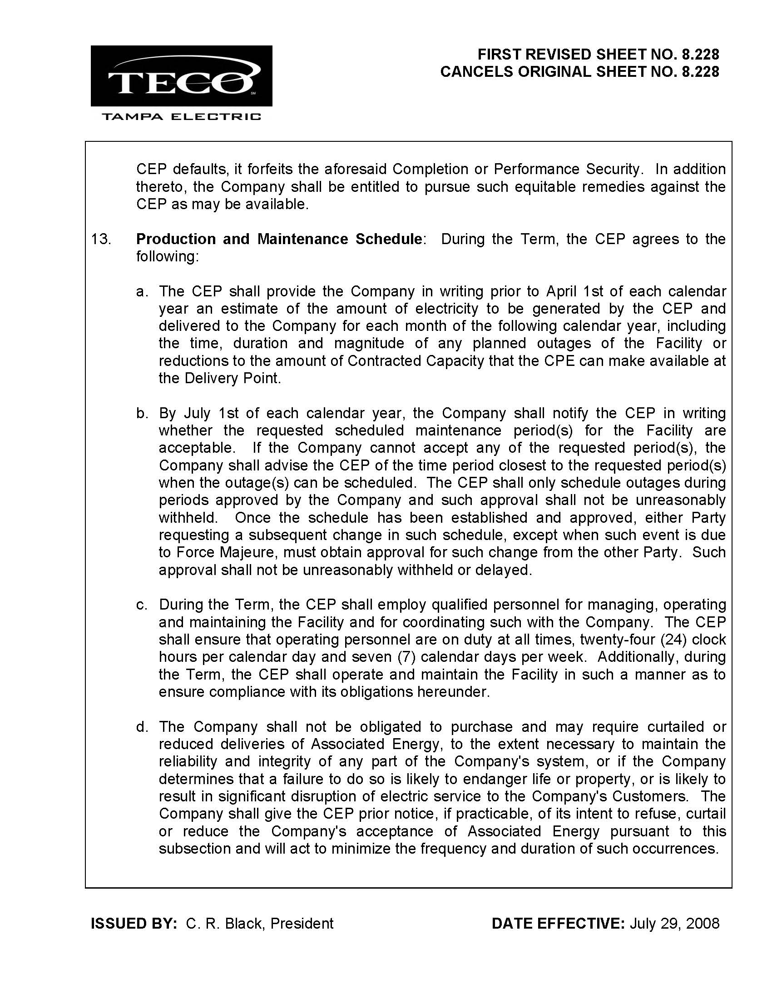 FIRST REVISED SHEET NO. 8.228
CANCELS ORIGINAL SHEET NO. 8.228
TECO
SM
TAMPA ELECTRIC
CEP defaults, it forfeits the aforesaid Completion or Performance Security. In addition
thereto, the Company shall be entitled to pursue such equitable remedies against the
CEP as may be available.
13. Production and Maintenance Schedule: During the Term, the CEP agrees to the
following:
a. The CEP shall provide the Company in writing prior to April 1st of each calendar
year an estimate of the amount of electricity to be generated by the CEP and
delivered to the Company for each month of the following calendar year, including
the time, duration and magnitude of any planned outages of the Facility or
reductions to the amount of Contracted Capacity that the CPE can make available at
the Delivery Point.
b. By July 1st of each calendar year, the Company shall notify the CEP in writing
whether the requested scheduled maintenance period(s) for the Facility are
acceptable. If the Company cannot accept any of the requested period(s), the
Company shall advise the CEP of the time period closest to the requested period(s)
when the outage(s) can be scheduled. The CEP shall only schedule outages during
periods approved by the Company and such approval shall not be unreasonably
withheld. Once the schedule has been established and approved, either Party
requesting a subsequent change in such schedule, except when such event is due
to Force Majeure, must obtain approval for such change from the other Party. Such
approval shall not be unreasonably withheld or delayed.
c. During the Term, the CEP shall employ qualified personnel for managing, operating
and maintaining the Facility and for coordinating such with the Company. The CEP
shall ensure that operating personnel are on duty at all times, twenty-four (24) clock
hours per calendar day and seven (7) calendar days per week. Additionally, during
the Term, the CEP shall operate and maintain the Facility in such a manner as to
ensure compliance with its obligations hereunder.
d. The Company shall not be obligated to purchase and may require curtailed or
reduced deliveries of Associated Energy, to the extent necessary to maintain the
reliability and integrity of any part of the Company's system, or if the Company
determines that a failure to do so is likely to endanger life or property, or is likely to
result in significant disruption of electric service to the Company's Customers. The
Company shall give the CEP prior notice, if practicable, of its intent to refuse, curtail
or reduce the Company's acceptance of Associated Energy pursuant to this
subsection and will act to minimize the frequency and duration of such occurrences.
ISSUED BY: C. R. Black, President
DATE EFFECTIVE: July 29, 2008